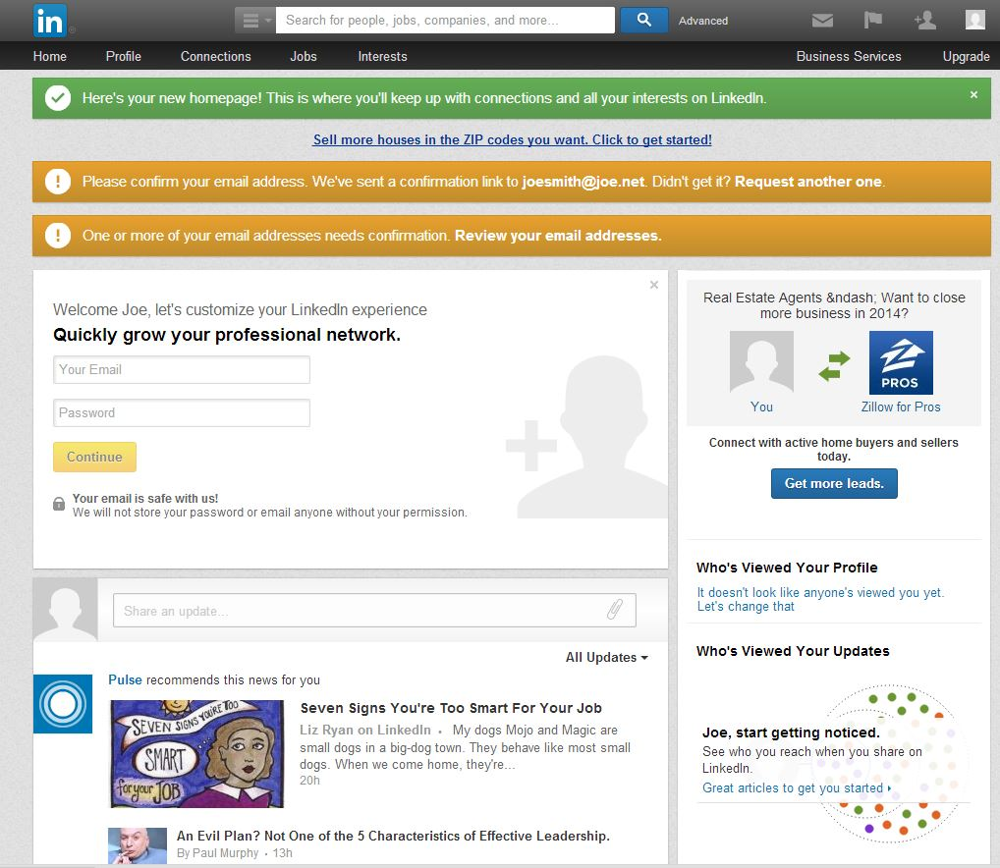 in
Search for people, jobs, companies, and more...
Advanced
Home Profile Connections Jobs Interests Business Services Upgrade
Here's your new homepage! This is where you'll keep up with connections and all your interests on LinkedIn.
×
Sell more houses in the ZIP codes you want. Click to get started!
! Please confirm your email address. We've sent a confirmation link to joesmith@joe.net. Didn't get it? Request another one.
! One or more of your email addresses needs confirmation. Review your email addresses.
×
Welcome Joe, let's customize your LinkedIn experience
Quickly grow your professional network.
Your Email
Password
Continue
Your email is safe with us!
We will not store your password or email anyone without your permission.
Real Estate Agents &ndash; Want to close
more business in 2014?
PROS
You
Zillow for Pros
Connect with active home buyers and sellers
today.
Get more leads.
Who's Viewed Your Profile
It doesn't look like anyone's viewed you yet.
Let's change that
Who's Viewed Your Updates
Joe, start getting noticed.
See who you reach when you share on
LinkedIn.
Great articles to get you started
Share an update...
All Updates
Pulse recommends this news for you
SEVEN SIGNS YOU'RE TOO
SMART
for your JOB
Seven Signs You're Too Smart For Your Job
Liz Ryan on LinkedIn • My dogs Mojo and Magic are
small dogs in a big-dog town. They behave like most small
dogs. When we come home, they're...
20h
An Evil Plan? Not One of the 5 Characteristics of Effective Leadership.
By Paul Murphy • 13h